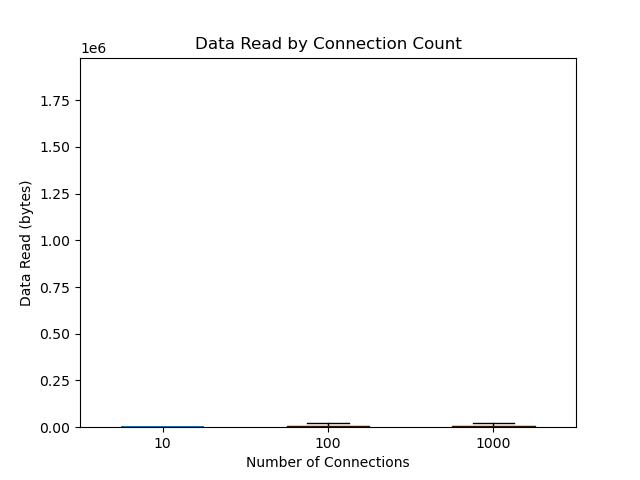 Data Read by Connection Count
1e6
1.75
1.50
1.25
1.00
0.75
0.50
0.25
0.00
Data Read (bytes)
10 100 1000
Number of Connections